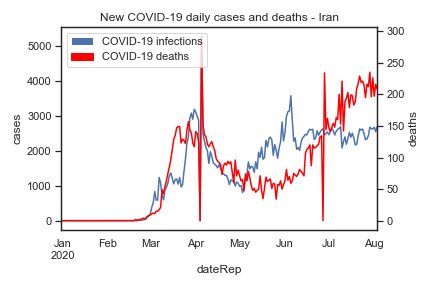 New COVID-19 daily cases and deaths - Iran
COVID-19 infections
COVID-19 deaths
5000
4000
3000
2000
1000
0
cases
300
250
200
150
100
50
0
deaths
Jan Feb Mar Apr May Jun Jul Aug
2020
dateRep